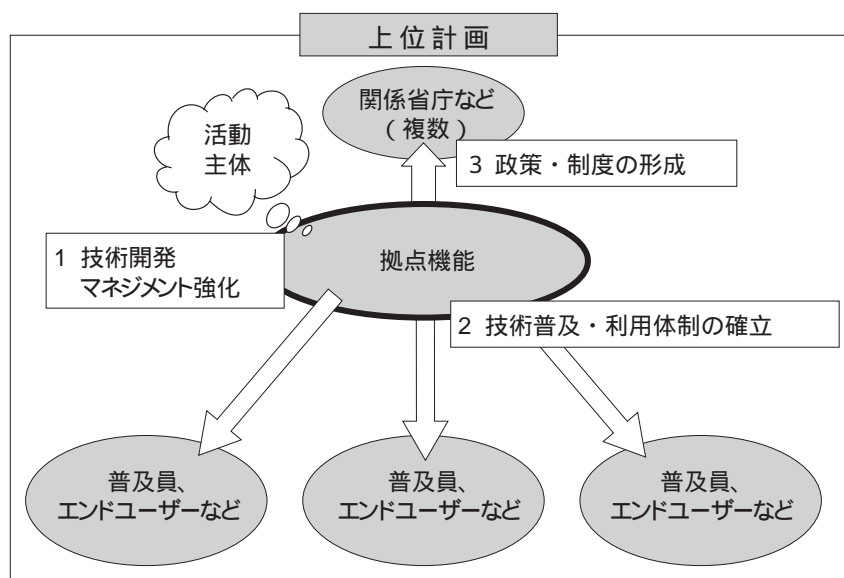 上位計画
関係省庁など
(複数)
活動
主体
3 政策・制度の形成
拠点機能
1 技術開発
マネジメント強化
2 技術普及・利用体制の確立
普及員、
エンドユーザーなど
普及員、
エンドユーザーなど
普及員、
エンドユーザーなど